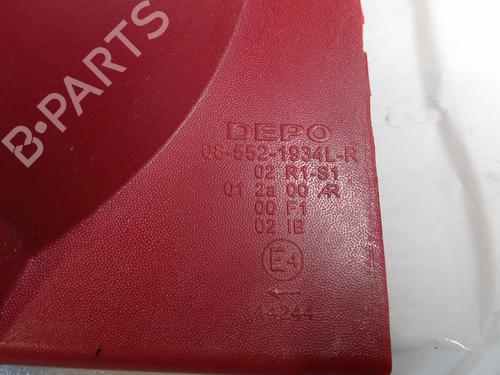 B-PARTS
DEPO
08-552-1934L-R
02 R1-S1
01 2a 00 AR
00 F1
02 IB
E4
14244